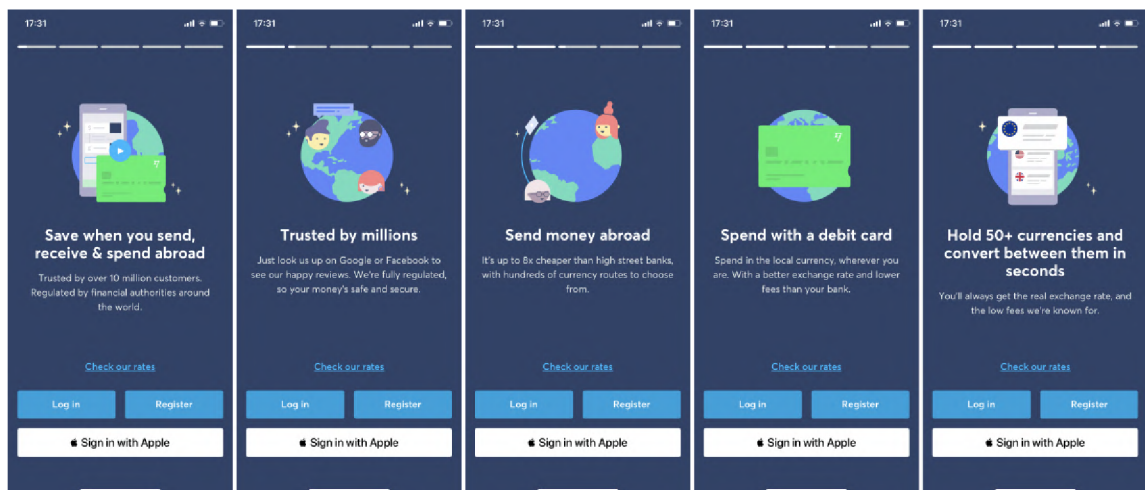 17:31
Save when you send,
receive & spend abroad
Trusted by over 10 million customers.
Regulated by financial authorities around
the world.
Check our rates
Log in
Register
Sign in with Apple
17:31
Trusted by millions
Just look us up on Google or Facebook to
see our happy reviews. We're fully regulated,
so your money's safe and secure.
Check our rates
Log in
Register
Sign in with Apple
17:31
Send money abroad
It's up to 8x cheaper than high street banks,
with hundreds of currency routes to choose
from.
Check our rates
Log in
Register
Sign in with Apple
17:31
Spend with a debit card
Spend in the local currency, wherever you
are. With a better exchange rate and lower
fees than your bank.
Check our rates
Log in
Register
Sign in with Apple
17:31
Hold 50+ currencies and
convert between them in
seconds
You'll always get the real exchange rate, and
the low fees we're known for.
Check our rates
Log in
Register
Sign in with Apple